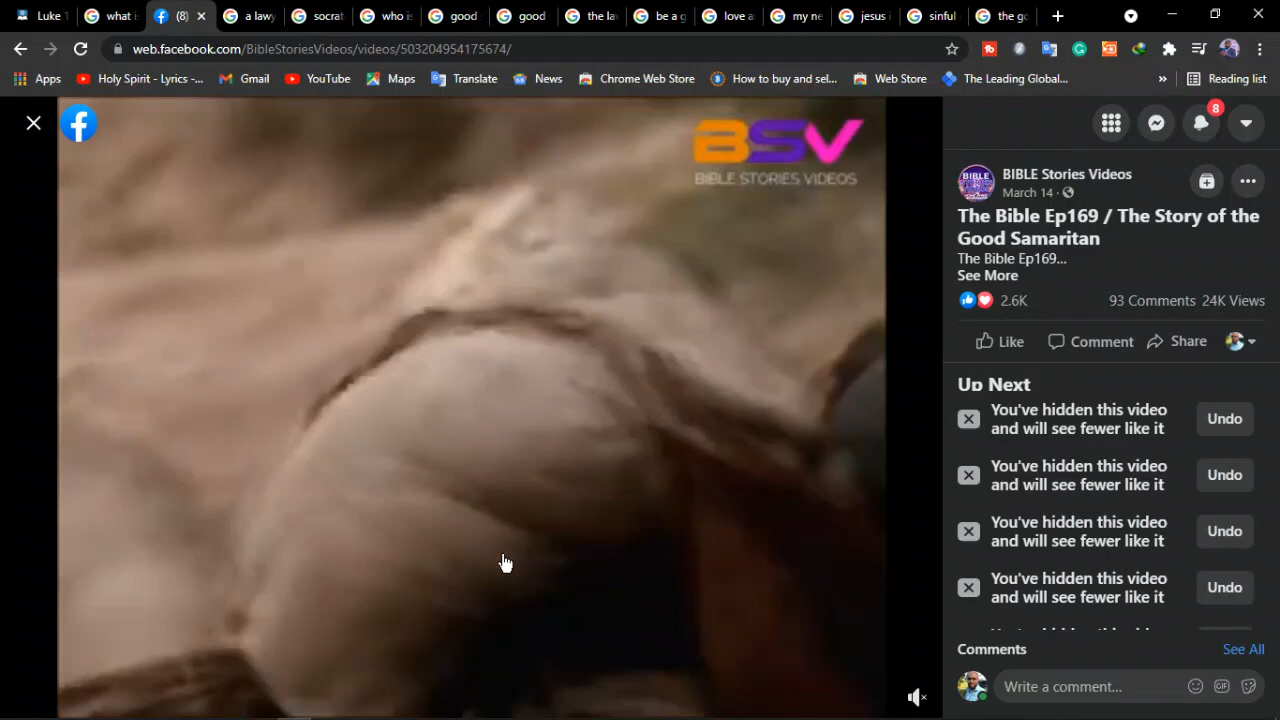 Luke 1
what i
(8)
a lawy
socrat
who is
good
good
the la
be a g
love a
my ne
jesus i
sinful
the go
web.facebook.com/BibleStoriesVideos/videos/503204954175674/
Apps
Holy Spirit - Lyrics -...
Gmail
YouTube
Maps
Translate
News
Chrome Web Store
How to buy and sel...
Web Store
The Leading Global...
»
Reading list
BSV
BIBLE STORIES VIDEOS
8
BIBLE Stories Videos
March 14 ·
The Bible Ep169 / The Story of the
Good Samaritan
The Bible Ep169...
See More
2.6K
93 Comments 24K Views
Like
Comment
Share
Up Next
You've hidden this video
and will see fewer like it
Undo
You've hidden this video
and will see fewer like it
Undo
You've hidden this video
and will see fewer like it
Undo
You've hidden this video
and will see fewer like it
Undo
Comments
See All
Write a comment...
GIF